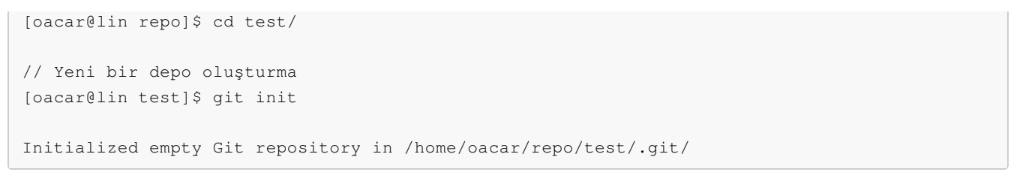 [oacar@lin repo]$ cd test/
// Yeni bir depo oluşturma
[oacar@lin test]$ git init
Initialized empty Git repository in /home/oacar/repo/test/.git/